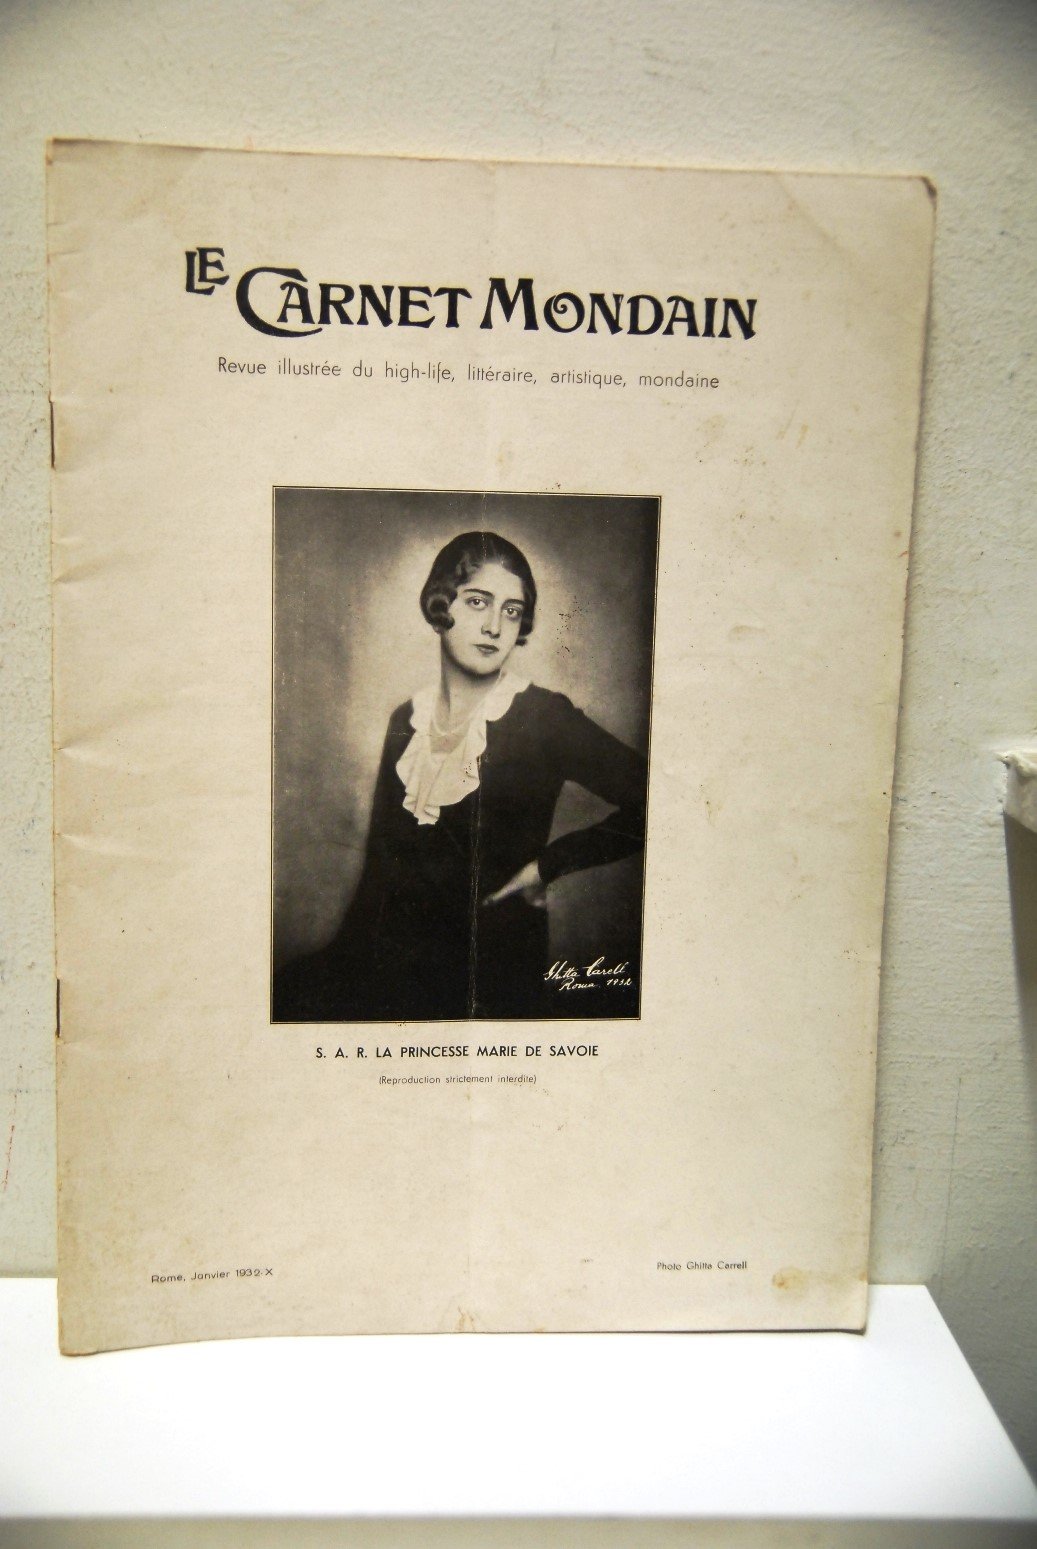 LE CARNET MONDAIN
Revue illustrée du high-life, littéraire, artistique, mondaine
Ghitta Carell
Roma 1932
S. A. R. LA PRINCESSE MARIE DE SAVOIE
(Reproduction strictement interdite)
Rome, Janvier 1932-X
Photo Ghitta Carrell